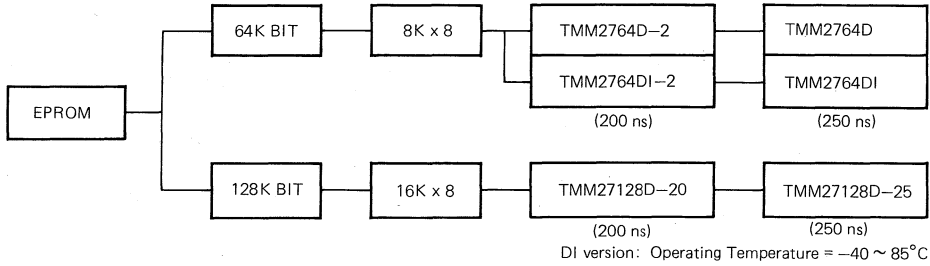 64K BIT
8K x 8
TMM2764D–2
TMM2764D
TMM2764DI–2
TMM2764DI
(200 ns)
(250 ns)
EPROM
128K BIT
16K x 8
TMM27128D–20
TMM27128D–25
(200 ns)
(250 ns)
DI version: Operating Temperature = –40 ~ 85°C